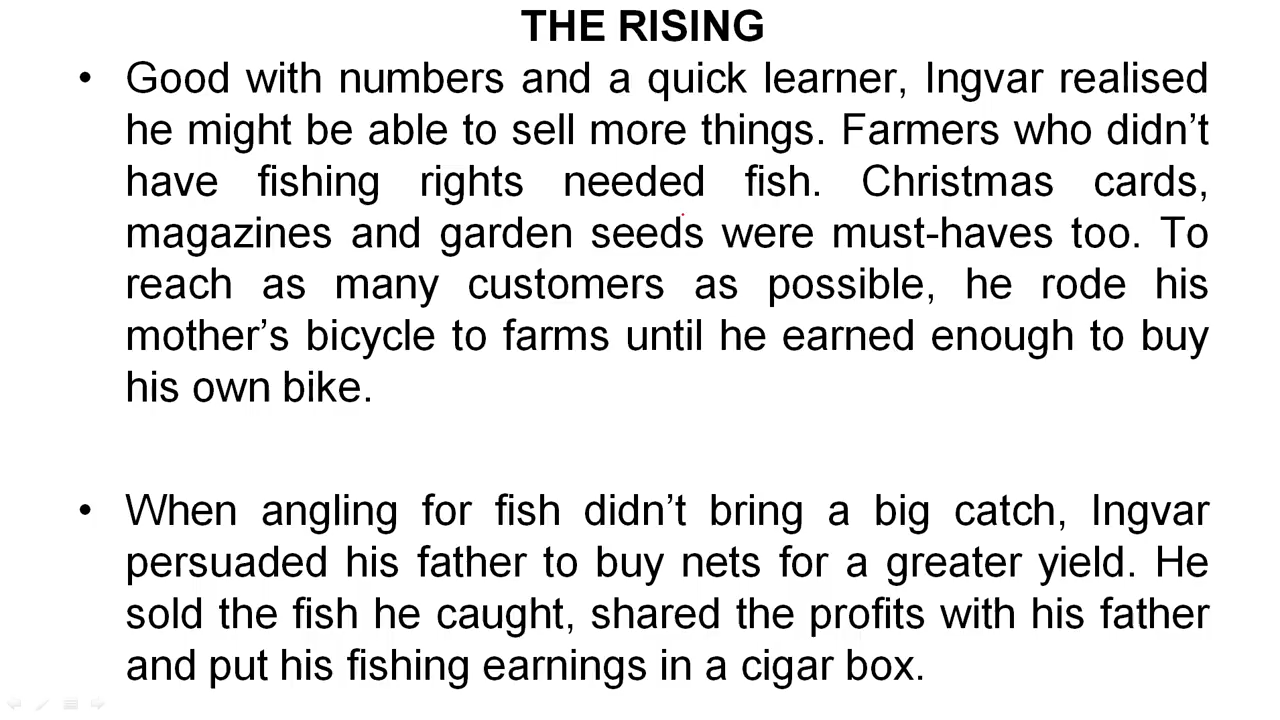 THE RISING
• Good with numbers and a quick learner, Ingvar realised
he might be able to sell more things. Farmers who didn’t
have fishing rights needed fish. Christmas cards,
magazines and garden seeds were must-haves too. To
reach as many customers as possible, he rode his
mother’s bicycle to farms until he earned enough to buy
his own bike.
• When angling for fish didn’t bring a big catch, Ingvar
persuaded his father to buy nets for a greater yield. He
sold the fish he caught, shared the profits with his father
and put his fishing earnings in a cigar box.